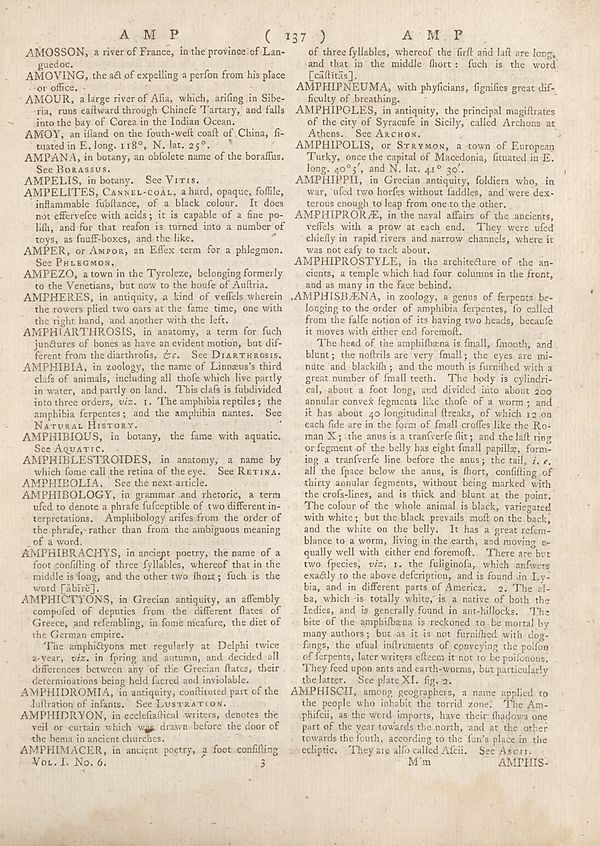 A M P ( 137 ) A M P
AMOSSON, a river of France, in the province of Lan-
guedoc.
AMOVING, the act of expelling a perſon from his place
or office.
AMOUR, a large river of Aſia, which, ariſing in Sibe-
ria, runs eaſtward through Chineſe Tartary, and falls
into the bay of Corea in the Indian Ocean.
AMOY, an iſland on the ſouth-weſt coaſt of China, ſi-
tuated in E. long. 118°, N. lat. 25°.
AMPANA, in botany, an obſolete name of the boraſſus.
See BORASSUS.
AMPELIS, in botany. See VITIS.
AMPELITES, CANNEL-COAL, a hard, opaque, foſſile,
inflammable ſubſtance, of a black colour. It does
not efferveſce with acids; it is capable of a fine po-
liſh, and for that reaſon is turned into a number of
toys, as ſnuff-boxes, and the like.
AMPER, or AMPOR, an Eſſex term for a phlegmon.
See PHLEGMON.
AMPEZO, a town in the Tyroleze, belonging formerly
to the Venetians, but now to the houſe of Auſtria.
AMPHERES, in antiquity, a kind of veſſels wherein
the rowers plied two oars at the ſame time, one with
the right hand, and another with the left.
AMPHIARTHROSIS, in anatomy, a term for ſuch
junctures of bones as have an evident motion, but dif-
ferent from the diarthroſis, &c. See DIARTHROSIS.
AMPHIBIA, in zoology, the name of Linnæus's third
claſs of animals, including all thoſe which live partly
in water, and partly on land. This claſs is ſubdivided
into three orders, viz. 1. The amphibia reptiles; the
amphibia ſerpentes; and the amphibia nantes. See
NATURAL HISTORY.
AMPHIBIOUS, in botany, the ſame with aquatic.
See AQUATIC.
AMPHIBLESTROIDES, in anatomy, a name by
which ſome call the retina of the eye. See RETINA.
AMPHIBOLIA. See the next article.
AMPHIBOLOGY, in grammar and rhetoric, a term
uſed to denote a phraſe ſuſceptible of two different in-
terpretations. Amphibology ariſes from the order of
the phraſe, rather than from the ambiguous meaning
of a word.
AMPHIBRACHYS, in ancient poetry, the name of a
foot conſiſting of three ſyllables, whereof that in the
middle is long, and the other two ſhort; ſuch is the
word [ăbīrĕ].
AMPHICTYONS, in Grecian antiquity, an aſſembly
compoſed of deputies from the different ſtates of
Greece, and reſembling, in ſome meaſure, the diet of
the German empire.
The amphictyons met regularly at Delphi twice
a-year, viz. in ſpring and autumn, and decided all
differences between any of the Grecian ſtates, their
determinations being held ſacred and inviolable.
AMPHIDROMIA, in antiquity, conſtituted part of the
luſtration of infants. See LUSTRATION.
AMPHIDRYON, in eccleſiaſtical writers, denotes the
veil or curtain which was drawn before the door of
the bema in ancient churches.
AMPHIMACER, in ancient poetry, a foot conſiſting
VOL. I. No. 6. 3
of three ſyllables, whereof the firſt and laſt are long,
and that in the middle ſhort: ſuch is the word
[cāſtĭtās].
AMPHIPNEUMA, with phyſicians, ſignifies great dif-
ficulty of breathing.
AMPHIPOLES, in antiquity, the principal magiſtrates
of the city of Syracuſe in Sicily, called Archons at
Athens. See ARCHON.
AMPHIPOLIS, or STRYMON, a town of European
Turky, once the capital of Macedonia, ſituated in E.
long. 40° 5′, and N. lat. 41° 30′.
AMPHIPPII, in Grecian antiquity, ſoldiers who, in
war, uſed two horſes without ſaddles, and were dex-
terous enough to leap from one to the other.
AMPHIPRORÆ, in the naval affairs of the ancients,
veſſels with a prow at each end. They were uſed
chiefly in rapid rivers and narrow channels, where it
was not eaſy to tack about.
AMPHIPROSTYLE, in the architecture of the an-
cients, a temple which had four columns in the front,
and as many in the face behind.
AMPHISBÆNA, in zoology, a genus of ſerpents be-
longing to the order of amphibia ſerpentes, ſo called
from the falſe notion of its having two heads, becauſe
it moves with either end foremoſt.
The head of the amphiſbæna is ſmall, ſmooth, and
blunt; the noſtrils are very ſmall; the eyes are mi-
nute and blackiſh; and the mouth is furniſhed with a
great number of ſmall teeth. The body is cylindri-
cal, about a foot long, and divided into about 200
annular convex ſegments like thoſe of a worm; and
it has about 40 longitudinal ſtreaks, of which 12 on
each ſide are in the form of ſmall croſſes like the Ro-
man X; the anus is a tranſverſe ſlit; and the laſt ring
or ſegment of the belly has eight ſmall papillæ, form-
ing a tranſverſe line before the anus; the tail, i. e.
all the ſpace below the anus, is ſhort, conſiſting of
thirty annular ſegments, without being marked with
the croſs-lines, and is thick and blunt at the point.
The colour of the whole animal is black, variegated
with white; but the black prevails moſt on the back,
and the white on the belly. It has a great reſem-
blance to a worm, living in the earth, and moving e-
qually well with either end foremoſt. There are but
two ſpecies, viz. 1. the fuliginoſa, which anſwers
exactly to the above deſcription, and is found in Ly-
bia, and in different parts of America. 2. The al-
ba, which is totally white, is a native of both the
Indies, and is generally found in ant-hillocks. The
bite of the amphiſbæna is reckoned to be mortal by
many authors; but as it is not furniſhed with dog-
fangs, the uſual inſtruments of conveying the poiſon
of ſerpents, later writers eſteem it not to be poiſonous.
They feed upon ants and earth-worms, but particularly
the latter. See plate XI. fig. 2.
AMPHISCII, among geographers, a name applied to
the people who inhabit the torrid zone. The Am-
phiſcii, as the word imports, have their ſhadows one
part of the year towards the north, and at the other
towards the ſouth, according to the ſun's place in the
ecliptic. They are alſo called Aſcii. See ASCII.
M m AMPHIS-